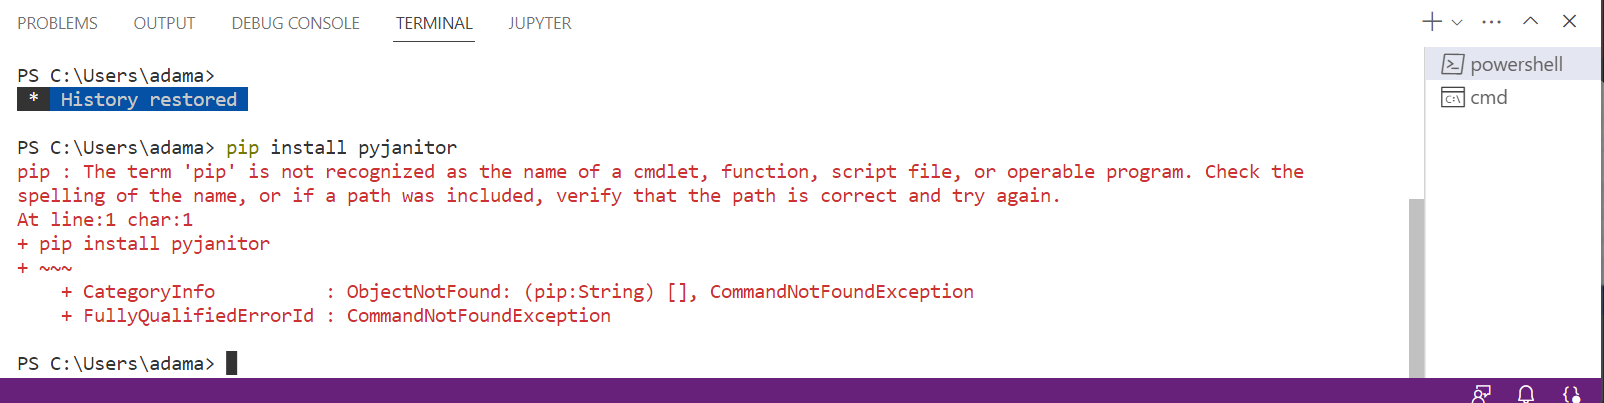 PROBLEMS OUTPUT DEBUG CONSOLE TERMINAL JUPYTER
PS C:\Users\adama>
* History restored
PS C:\Users\adama> pip install pyjanitor
pip : The term 'pip' is not recognized as the name of a cmdlet, function, script file, or operable program. Check the
spelling of the name, or if a path was included, verify that the path is correct and try again.
At line:1 char:1
+ pip install pyjanitor
+ ~~~
    + CategoryInfo          : ObjectNotFound: (pip:String) [], CommandNotFoundException
    + FullyQualifiedErrorId : CommandNotFoundException
PS C:\Users\adama>
powershell
cmd